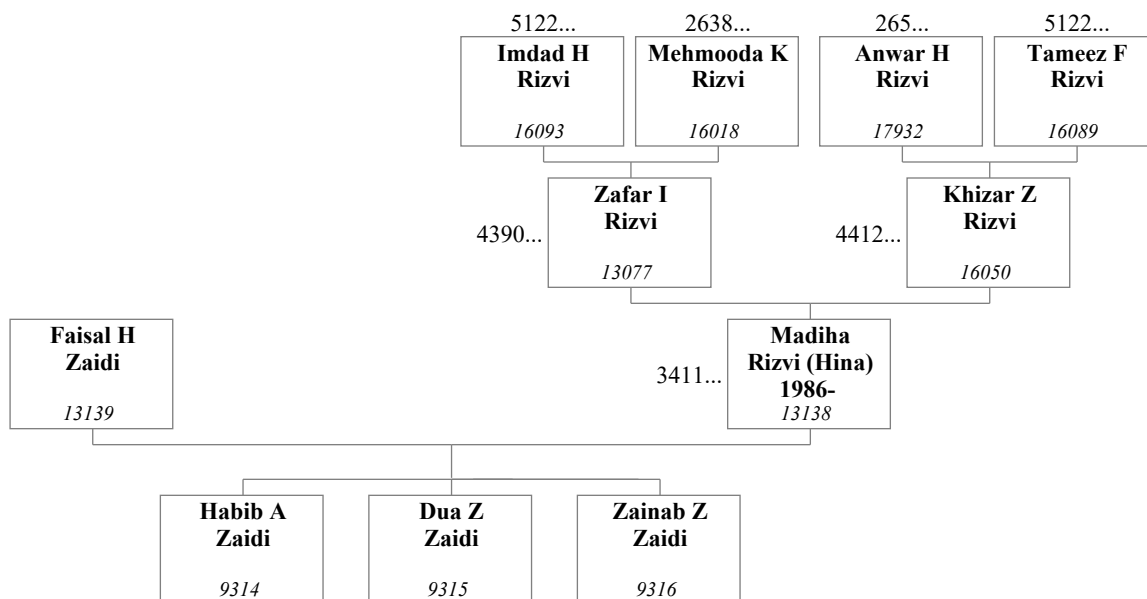 5122...
2638...
265...
5122...
Imdad H
Rizvi
16093
Mehmooda K
Rizvi
16018
Anwar H
Rizvi
17932
Tameez F
Rizvi
16089
4390...
Zafar I
Rizvi
13077
4412...
Khizar Z
Rizvi
16050
Faisal H
Zaidi
13139
3411...
Madiha
Rizvi (Hina)
1986-
13138
Habib A
Zaidi
9314
Dua Z
Zaidi
9315
Zainab Z
Zaidi
9316